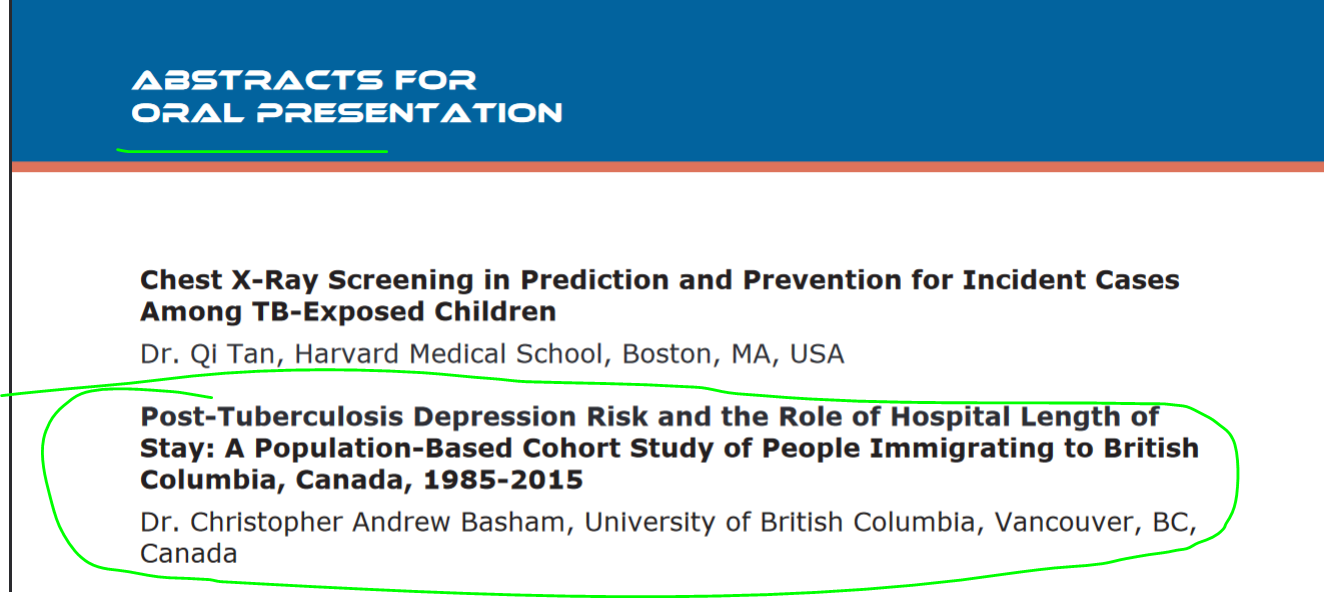 ABSTRACTS FOR
ORAL PRESENTATION
Chest X-Ray Screening in Prediction and Prevention for Incident Cases
Among TB-Exposed Children
Dr. Qi Tan, Harvard Medical School, Boston, MA, USA
Post-Tuberculosis Depression Risk and the Role of Hospital Length of
Stay: A Population-Based Cohort Study of People Immigrating to British
Columbia, Canada, 1985-2015
Dr. Christopher Andrew Basham, University of British Columbia, Vancouver, BC,
Canada